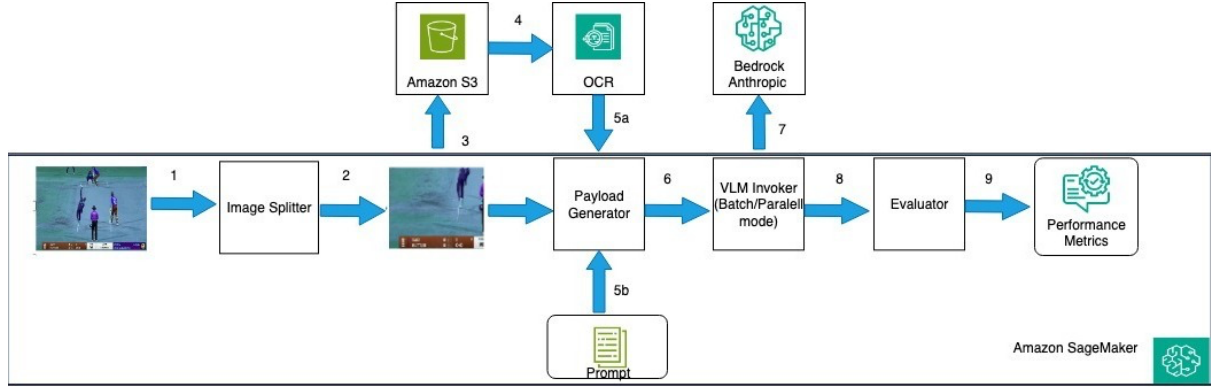 4
Amazon S3
OCR
Bedrock
Anthropic
3
5a
7
1
2
6
8
9
Image Splitter
Payload
Generator
VLM Invoker
(Batch/Paralell
mode)
Evaluator
Performance
Metrics
5b
Prompt
Amazon SageMaker